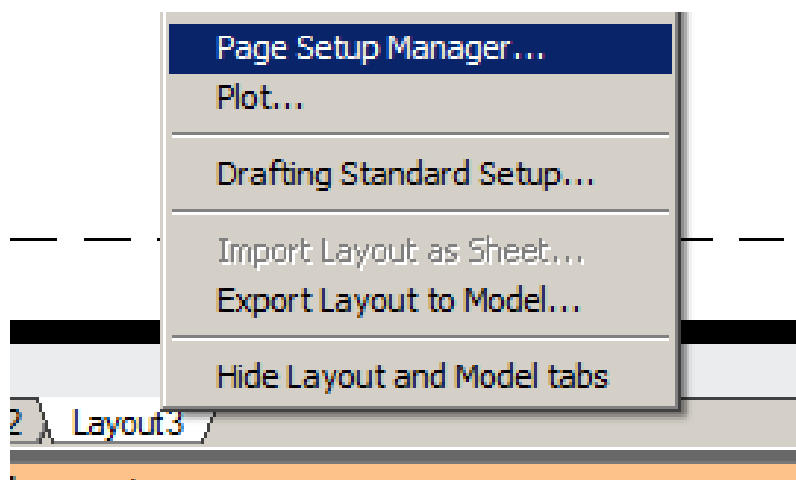 Page Setup Manager...
Plot...
Drafting Standard Setup...
Import Layout as Sheet...
Export Layout to Model...
Hide Layout and Model tabs
2 Layout3